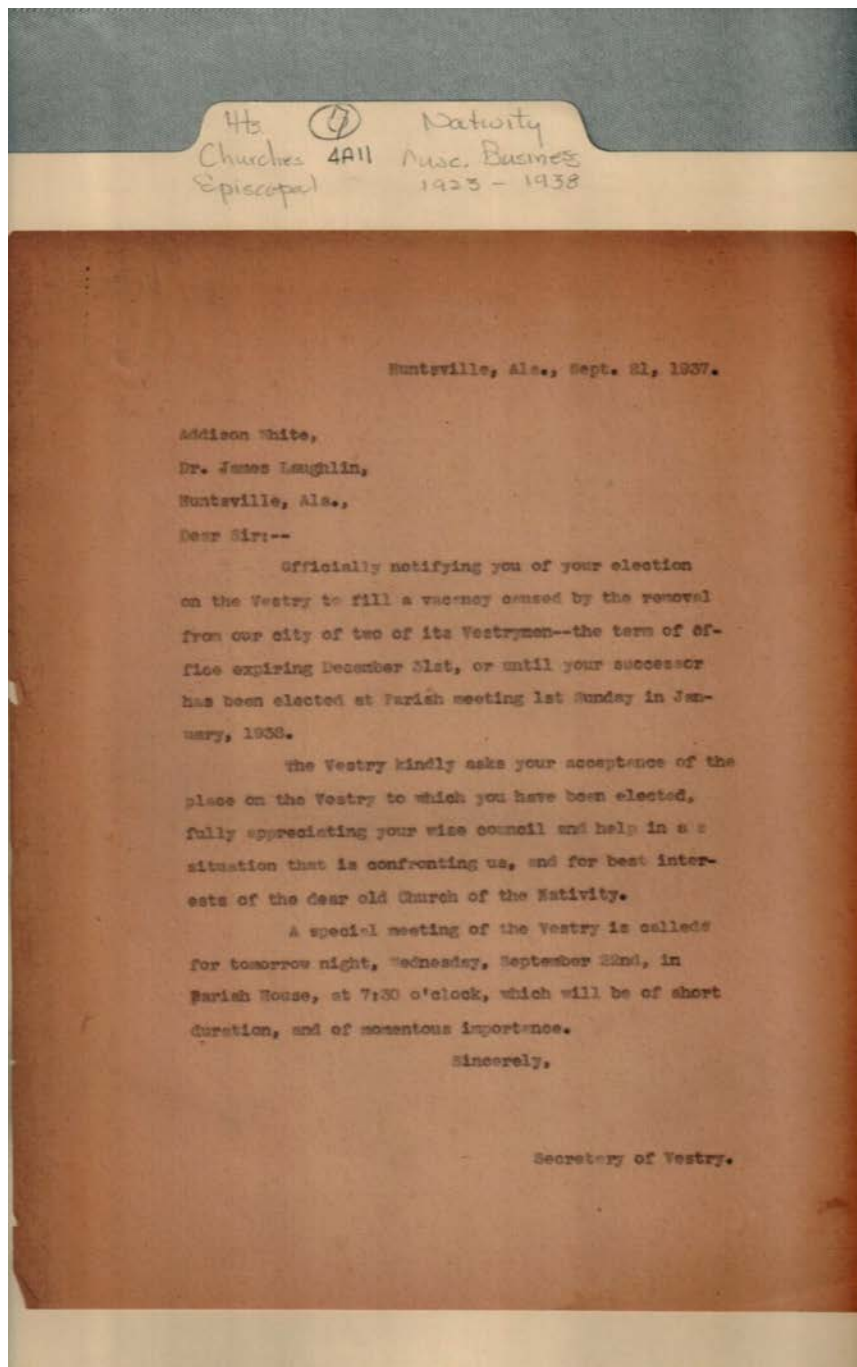 Hts. 7 Nativity
Churches 4A11 Misc. Business
Episcopal 1923 - 1938
Huntsville, Ala., Sept. 21, 1937.
Addison White,
Dr. James Laughlin,
Huntsville, Ala.,
Dear Sir:--
Officially notifying you of your election
on the Vestry to fill a vacancy caused by the removal
from our city of two of its Vestrymen--the term of of-
fice expiring December 31st, or until your successor
has been elected at Parish meeting 1st Sunday in Jan-
uary, 1938.
The Vestry kindly asks your acceptance of the
place on the Vestry to which you have been elected,
fully appreciating your wise council and help in a
situation that is confronting us, and for best inter-
ests of the dear old Church of the Nativity.
A special meeting of the Vestry is called
for tomorrow night, Wednesday, September 22nd, in
Parish House, at 7:30 o'clock, which will be of short
duration, and of momentous importance.
Sincerely,
Secretary of Vestry.